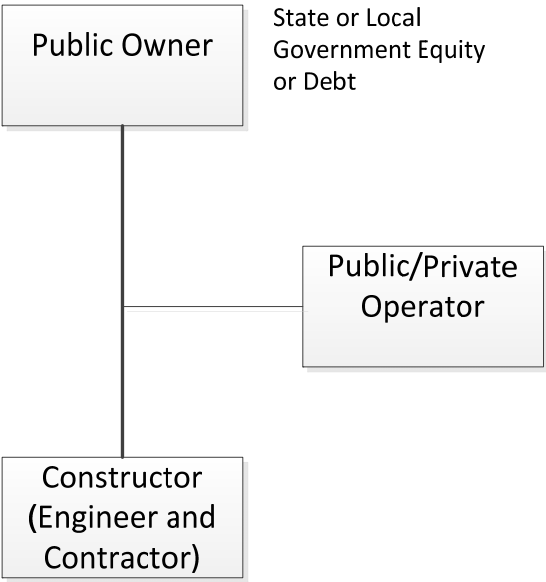 Public Owner
State or Local
Government Equity
or Debt
Public/Private
Operator
Constructor
(Engineer and
Contractor)